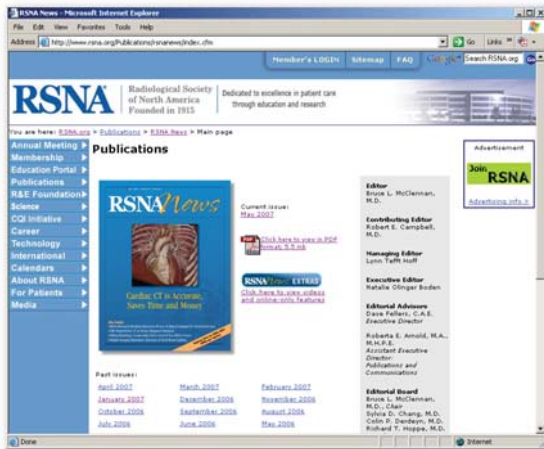 RSNA News - Microsoft Internet Explorer
File Edit View Favorites Tools Help
Address http://www.rsna.org/Publications/rsnanews/index.cfm Go Links
Member's LOGIN Sitemap FAQ Search RSNA.org
RSNA
Radiological Society
of North America
Founded in 1915
Dedicated to excellence in patient care
through education and research
You are here: RSNA.org > Publications > RSNA News > Main page
Annual Meeting
Membership
Education Portal
Publications
R&E Foundation
Science
CQI Initiative
Career
Technology
International
Calendars
About RSNA
For Patients
Media
Publications
RSNA News
Cardiac CT is Accurate,
Saves Time and Money
Current issue:
May 2007
PDF
Click here to view in PDF
format; 5.5 mb
RSNA News EXTRAS
Click here to view videos
and online-only features
Past issues:
April 2007 March 2007 February 2007
January 2007 December 2006 November 2006
October 2006 September 2006 August 2006
July 2006 June 2006 May 2006
Editor
Bruce L. McClennan,
M.D.
Contributing Editor
Robert E. Campbell,
M.D.
Managing Editor
Lynn Tefft Hoff
Executive Editor
Natalie Olinger Boden
Editorial Advisors
Dave Fellers, C.A.E.
Executive Director
Roberta E. Arnold, M.A.,
M.H.P.E.
Assistant Executive
Director:
Publications and
Communications
Editorial Board
Bruce L. McClennan,
M.D., Chair
Sylvia D. Chang, M.D.
Colin P. Derdeyn, M.D.
Richard T. Hoppe, M.D.
Advertisement
Join
RSNA
Advertising info >
Done Internet